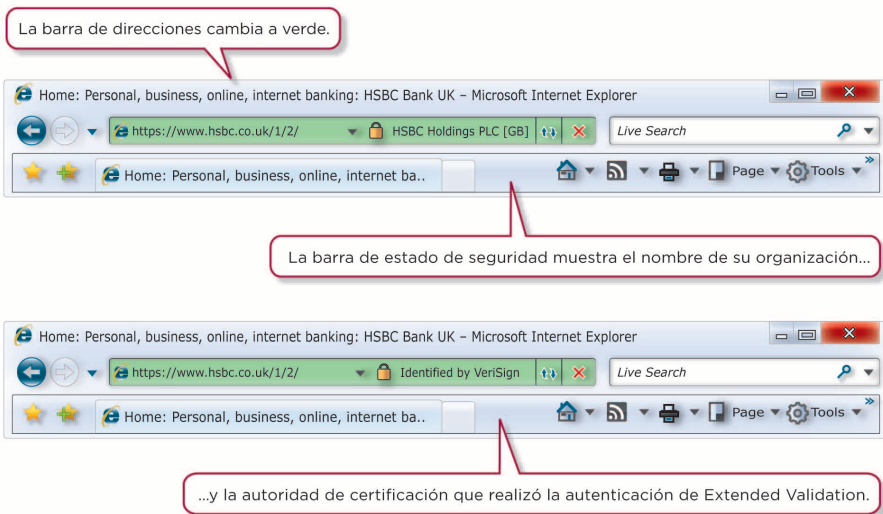 La barra de direcciones cambia a verde.
Home: Personal, business, online, internet banking: HSBC Bank UK – Microsoft Internet Explorer
https://www.hsbc.co.uk/1/2/ HSBC Holdings PLC [GB] Live Search
Home: Personal, business, online, internet ba.. Page Tools »
La barra de estado de seguridad muestra el nombre de su organización...
Home: Personal, business, online, internet banking: HSBC Bank UK – Microsoft Internet Explorer
https://www.hsbc.co.uk/1/2/ Identified by VeriSign Live Search
Home: Personal, business, online, internet ba.. Page Tools »
...y la autoridad de certificación que realizó la autenticación de Extended Validation.